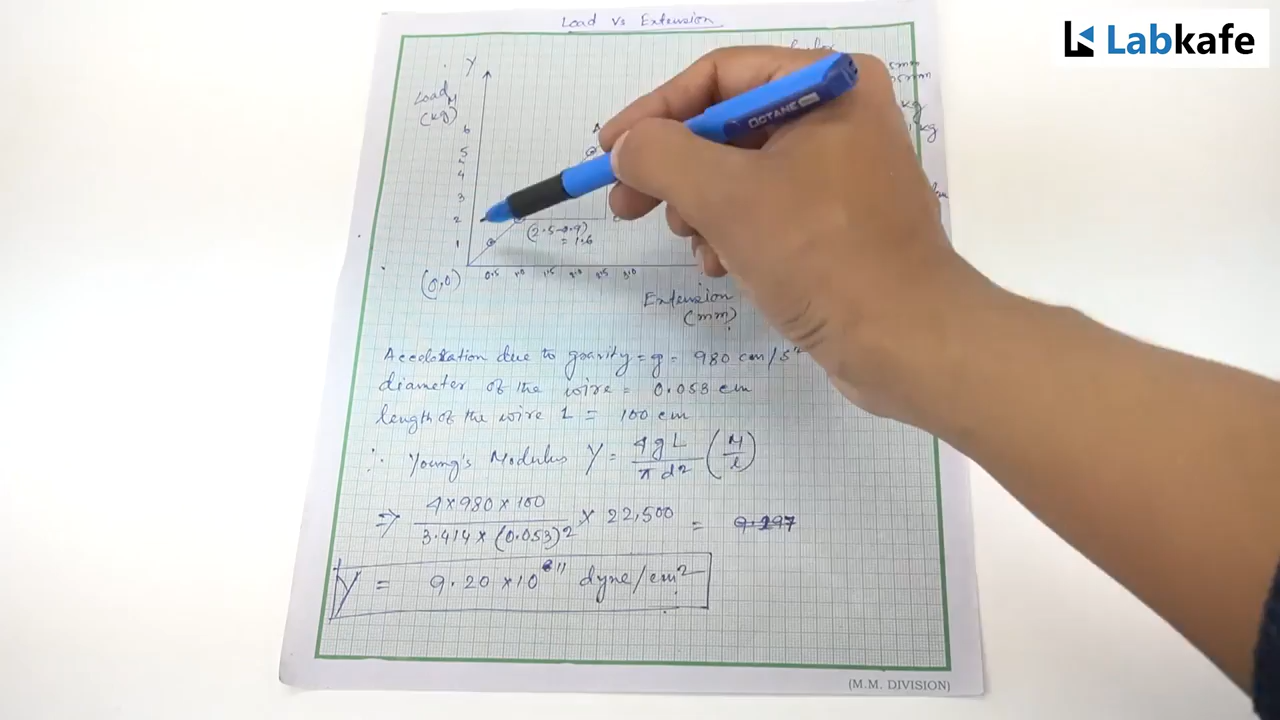 Load Vs Extension
Labkafe
Y
Load M
(kg)
6
5
4
3
2
1
OCTANE
(2.5-0.9)
= 1.6
(0,0)
0.5 1.0 1.5 2.0 2.5 3.0
Extension
(mm)
Acceleration due to gravity = g = 980 cm/s²
diameter of the wire = 0.053 cm
length of the wire L = 100 cm
∴ Young's Modulus Y = 4gL/πd² (M/l)
⇒ 4×980×100/3.414×(0.053)² × 22,500 = 9.197
Y = 9.20 ×10¹¹ dyne/cm²
(M.M. DIVISION)